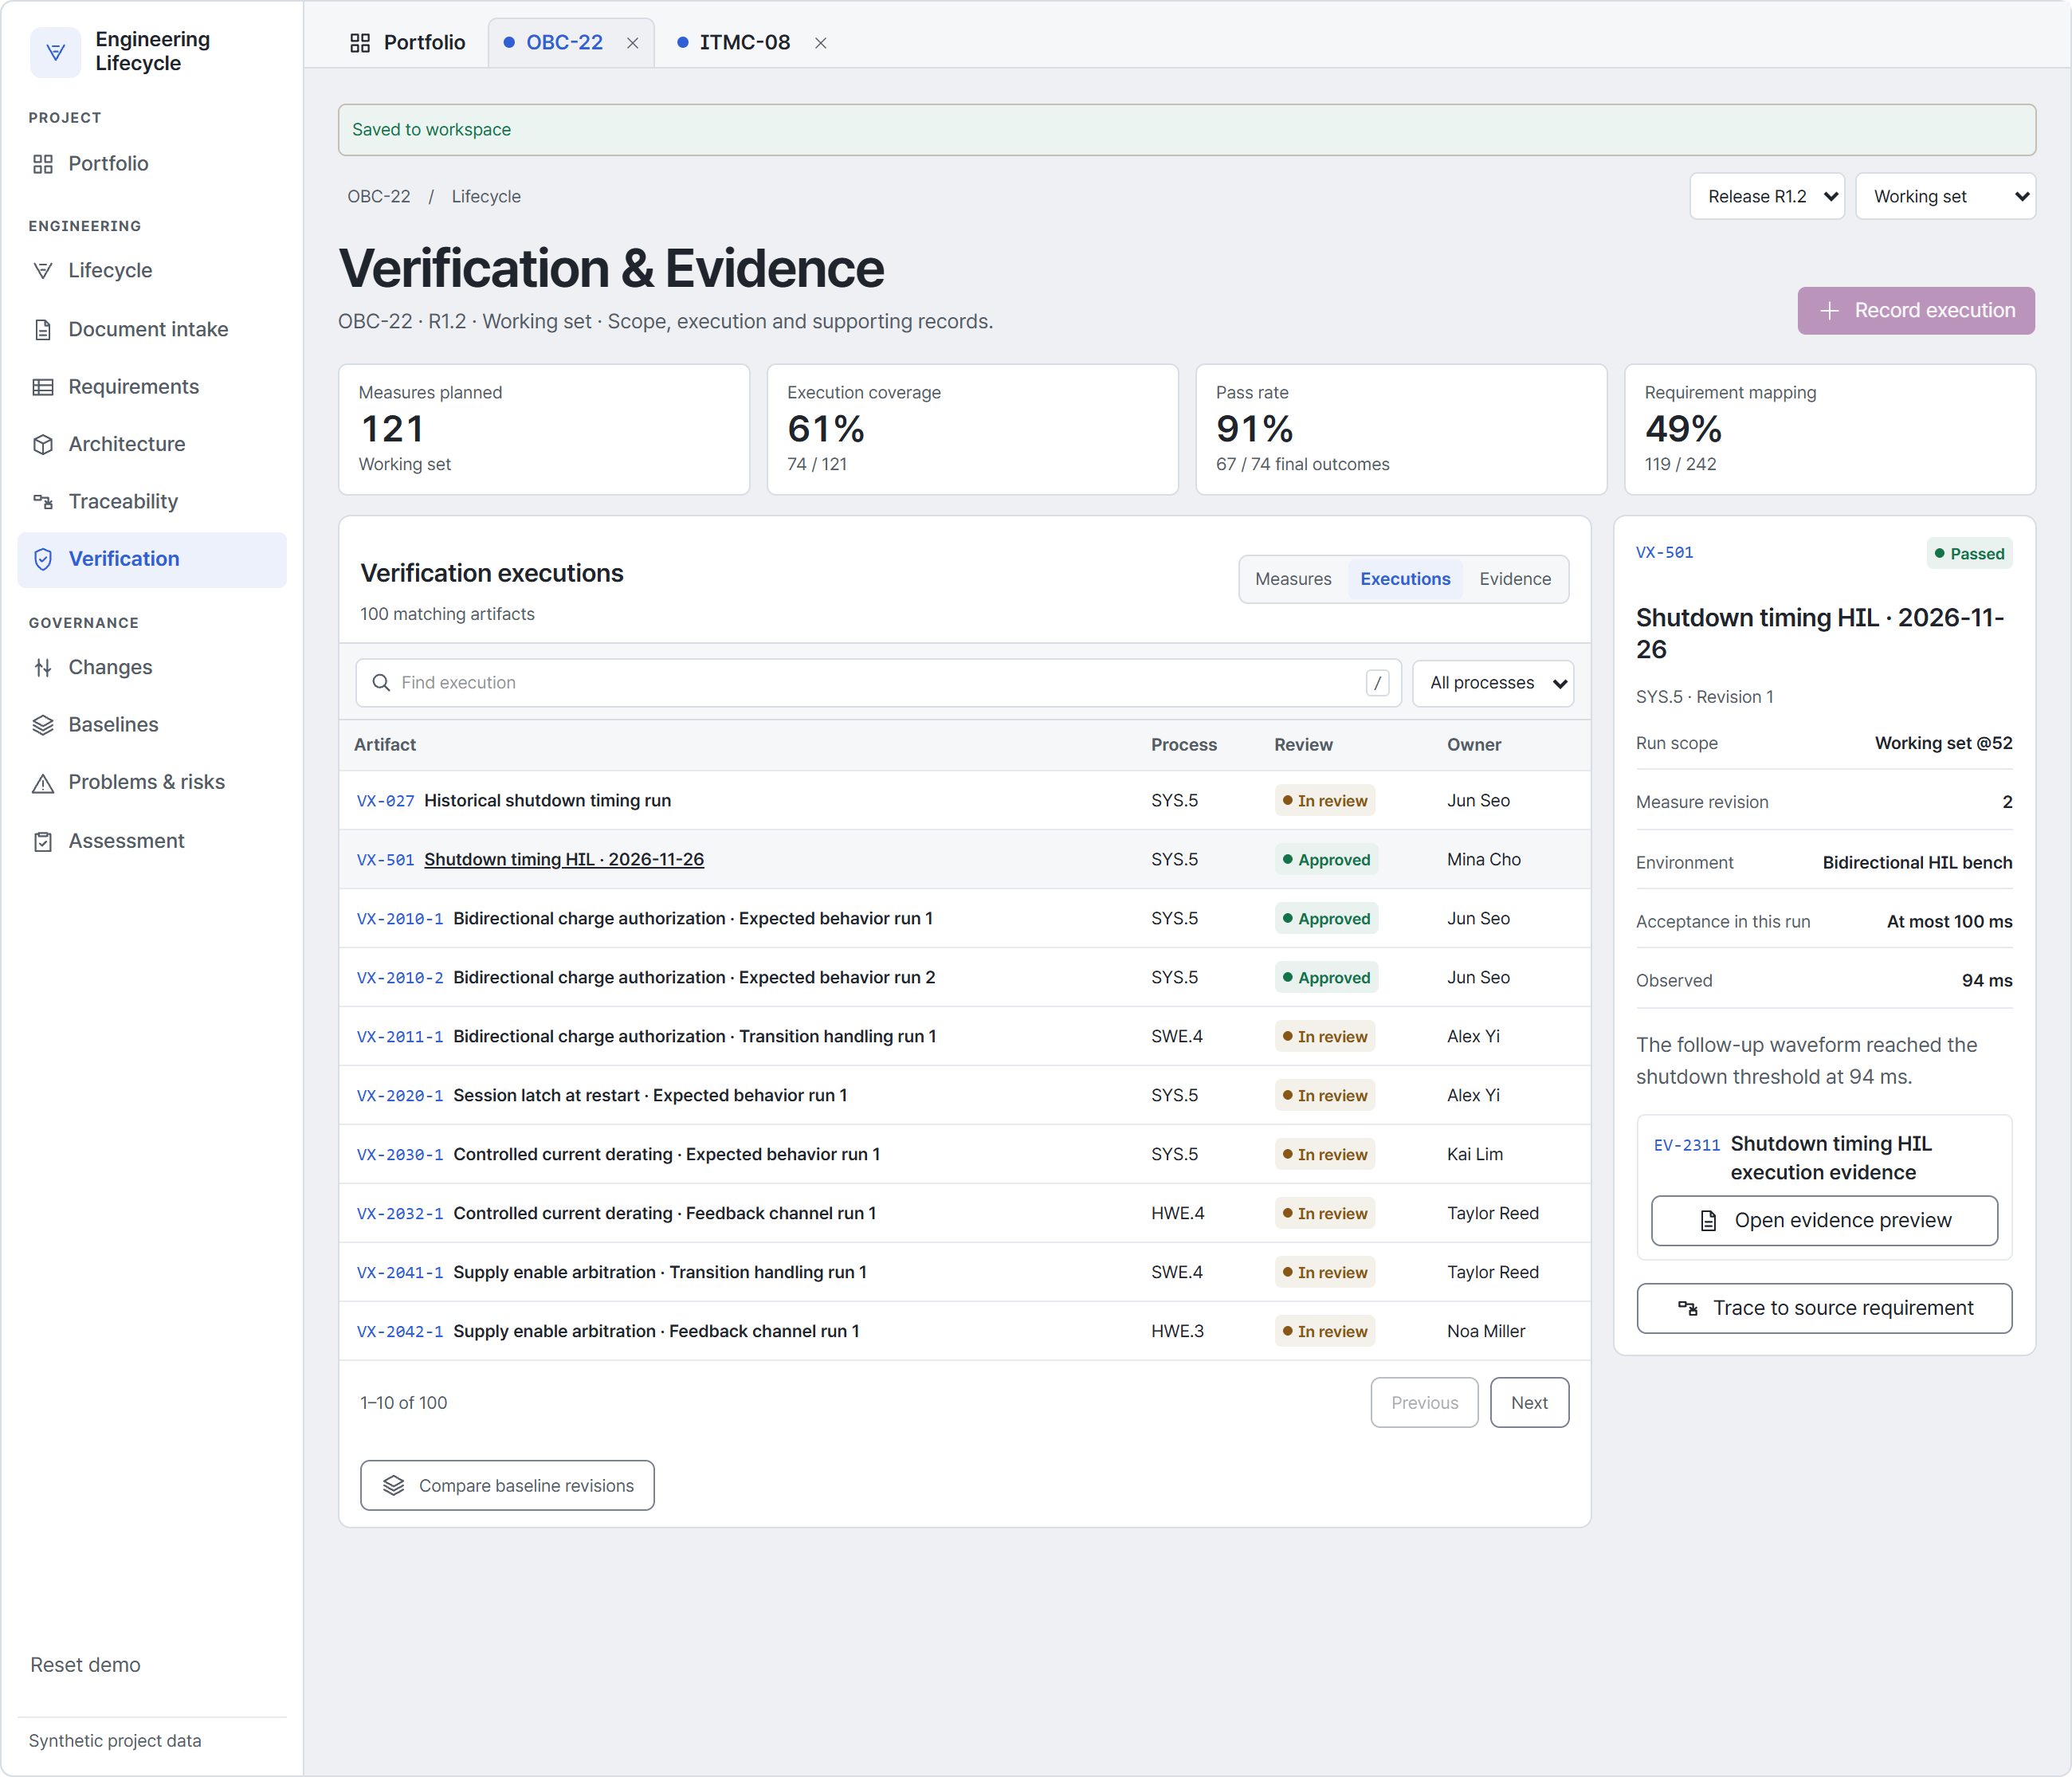 Engineering
Lifecycle
PROJECT
Portfolio
ENGINEERING
Lifecycle
Document intake
Requirements
Architecture
Traceability
Verification
GOVERNANCE
Changes
Baselines
Problems & risks
Assessment
Reset demo
Synthetic project data
Portfolio
OBC-22
ITMC-08
Saved to workspace
OBC-22 / Lifecycle
Release R1.2
Working set
Verification & Evidence
OBC-22 · R1.2 · Working set · Scope, execution and supporting records.
Record execution
Measures planned
121
Working set
Execution coverage
61%
74 / 121
Pass rate
91%
67 / 74 final outcomes
Requirement mapping
49%
119 / 242
Verification executions
100 matching artifacts
Measures Executions Evidence
Find execution /
All processes
Artifact Process Review Owner
VX-027 Historical shutdown timing run SYS.5 In review Jun Seo
VX-501 Shutdown timing HIL · 2026-11-26 SYS.5 Approved Mina Cho
VX-2010-1 Bidirectional charge authorization · Expected behavior run 1 SYS.5 Approved Jun Seo
VX-2010-2 Bidirectional charge authorization · Expected behavior run 2 SYS.5 Approved Jun Seo
VX-2011-1 Bidirectional charge authorization · Transition handling run 1 SWE.4 In review Alex Yi
VX-2020-1 Session latch at restart · Expected behavior run 1 SYS.5 In review Alex Yi
VX-2030-1 Controlled current derating · Expected behavior run 1 SYS.5 In review Kai Lim
VX-2032-1 Controlled current derating · Feedback channel run 1 HWE.4 In review Taylor Reed
VX-2041-1 Supply enable arbitration · Transition handling run 1 SWE.4 In review Taylor Reed
VX-2042-1 Supply enable arbitration · Feedback channel run 1 HWE.3 In review Noa Miller
1–10 of 100
Previous
Next
Compare baseline revisions
VX-501
Passed
Shutdown timing HIL · 2026-11-
26
SYS.5 · Revision 1
Run scope Working set @52
Measure revision 2
Environment Bidirectional HIL bench
Acceptance in this run At most 100 ms
Observed 94 ms
The follow-up waveform reached the
shutdown threshold at 94 ms.
EV-2311 Shutdown timing HIL
execution evidence
Open evidence preview
Trace to source requirement